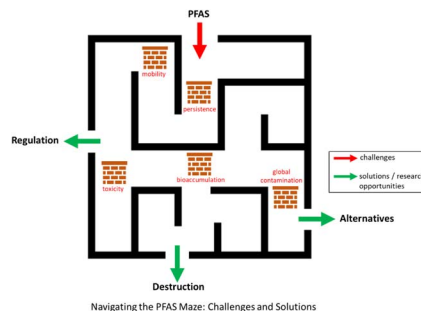 PFAS
mobility
persistence
Regulation
toxicity
bioaccumulation
global
contamination
challenges
solutions / research
opportunities
Alternatives
Destruction
Navigating the PFAS Maze: Challenges and Solutions